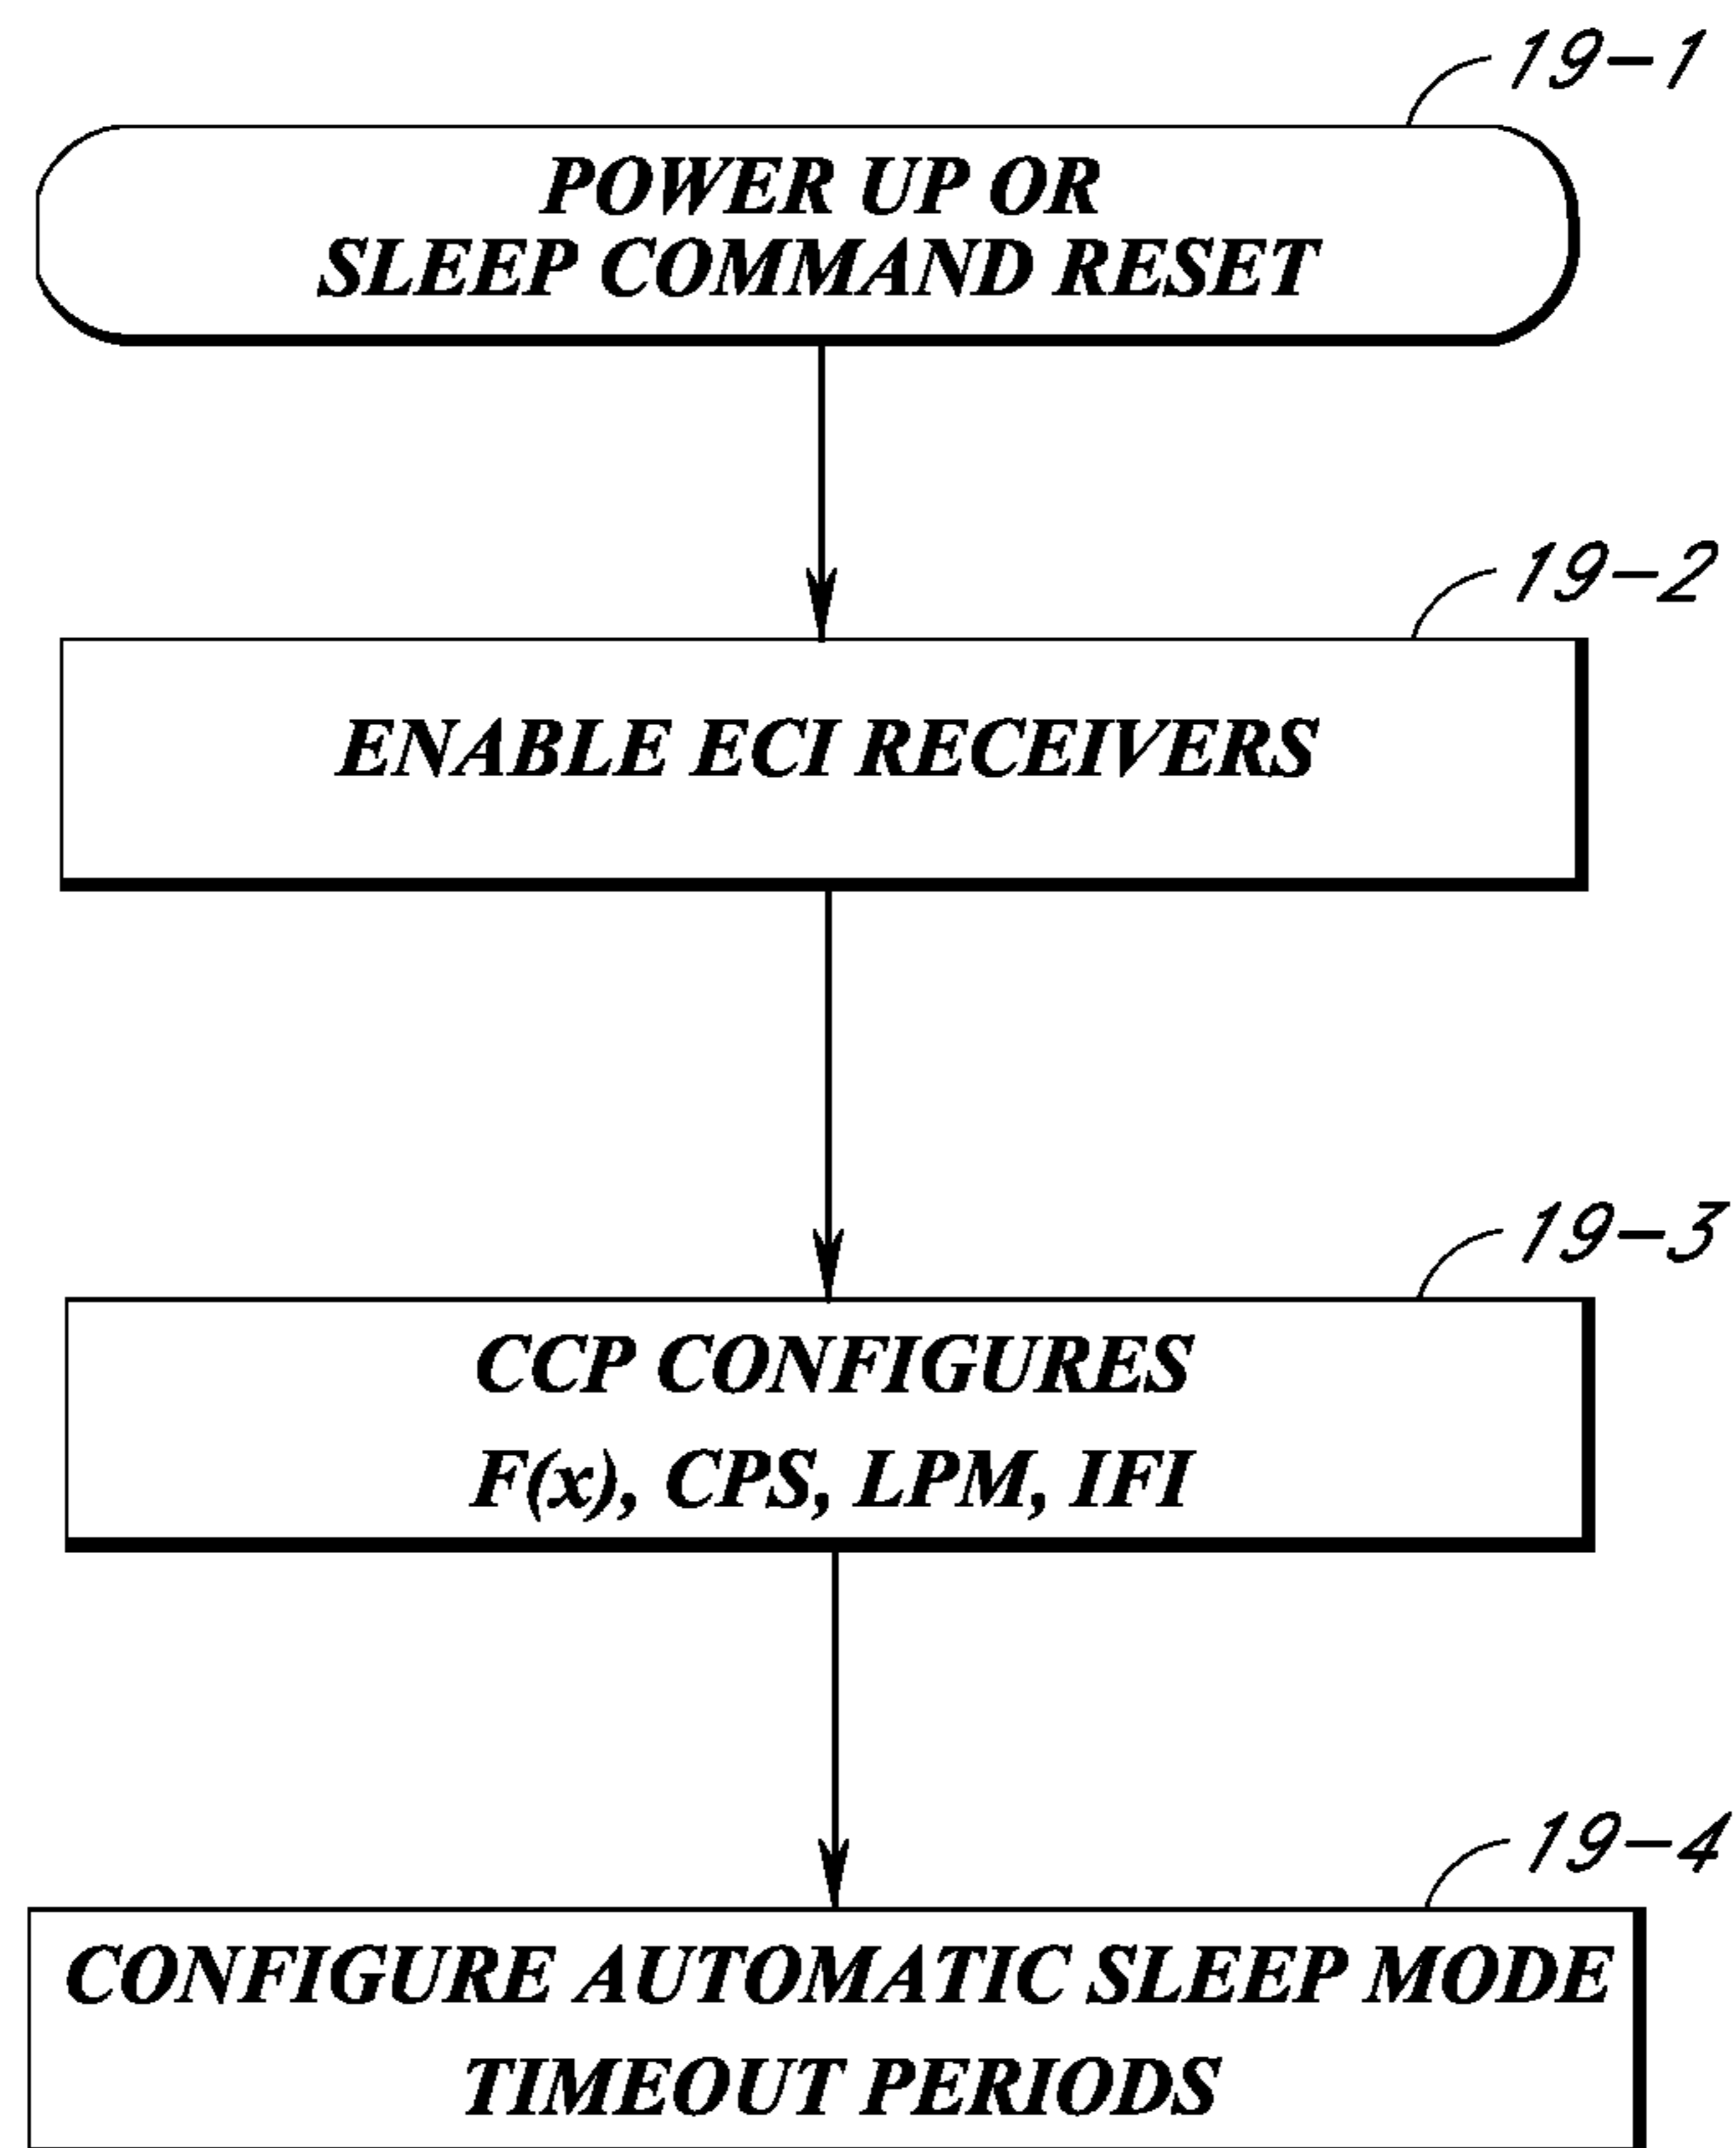 19-1
POWER UP OR
SLEEP COMMAND RESET
19-2
ENABLE ECI RECEIVERS
19-3
CCP CONFIGURES
F(x), CPS, LPM, IFI
19-4
CONFIGURE AUTOMATIC SLEEP MODE
TIMEOUT PERIODS